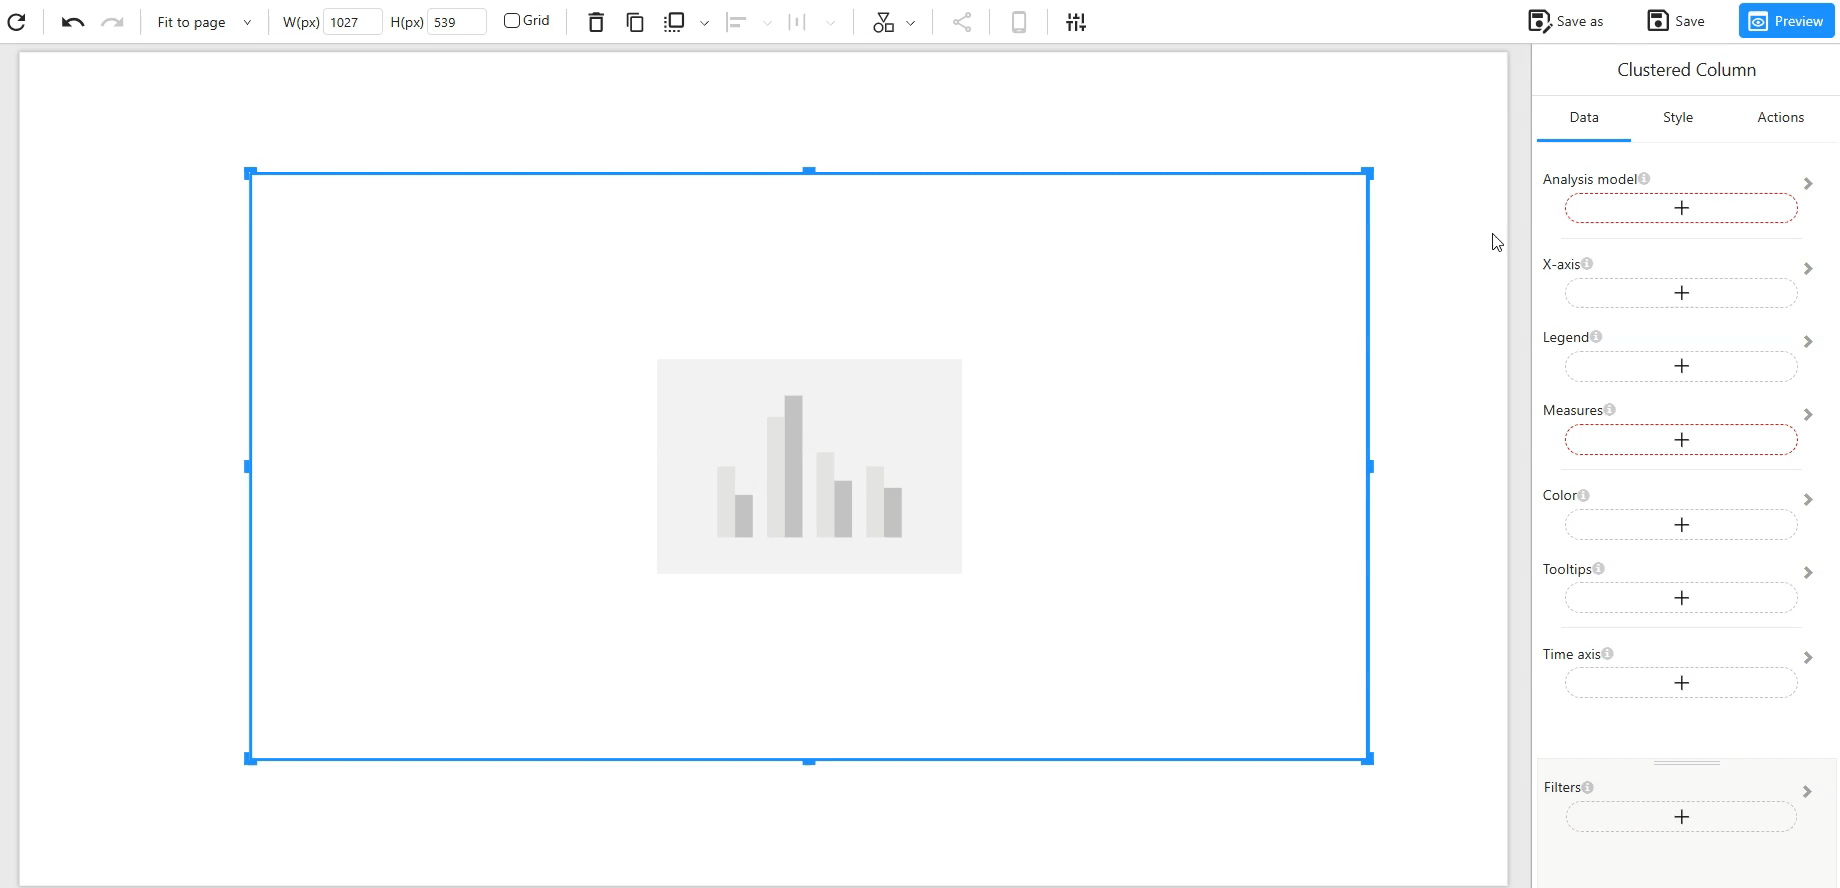 Fit to page W(px) 1027 H(px) 539 Grid Save as Save Preview
Clustered Column
Data Style Actions
Analysis model
X-axis
Legend
Measures
Color
Tooltips
Time axis
Filters